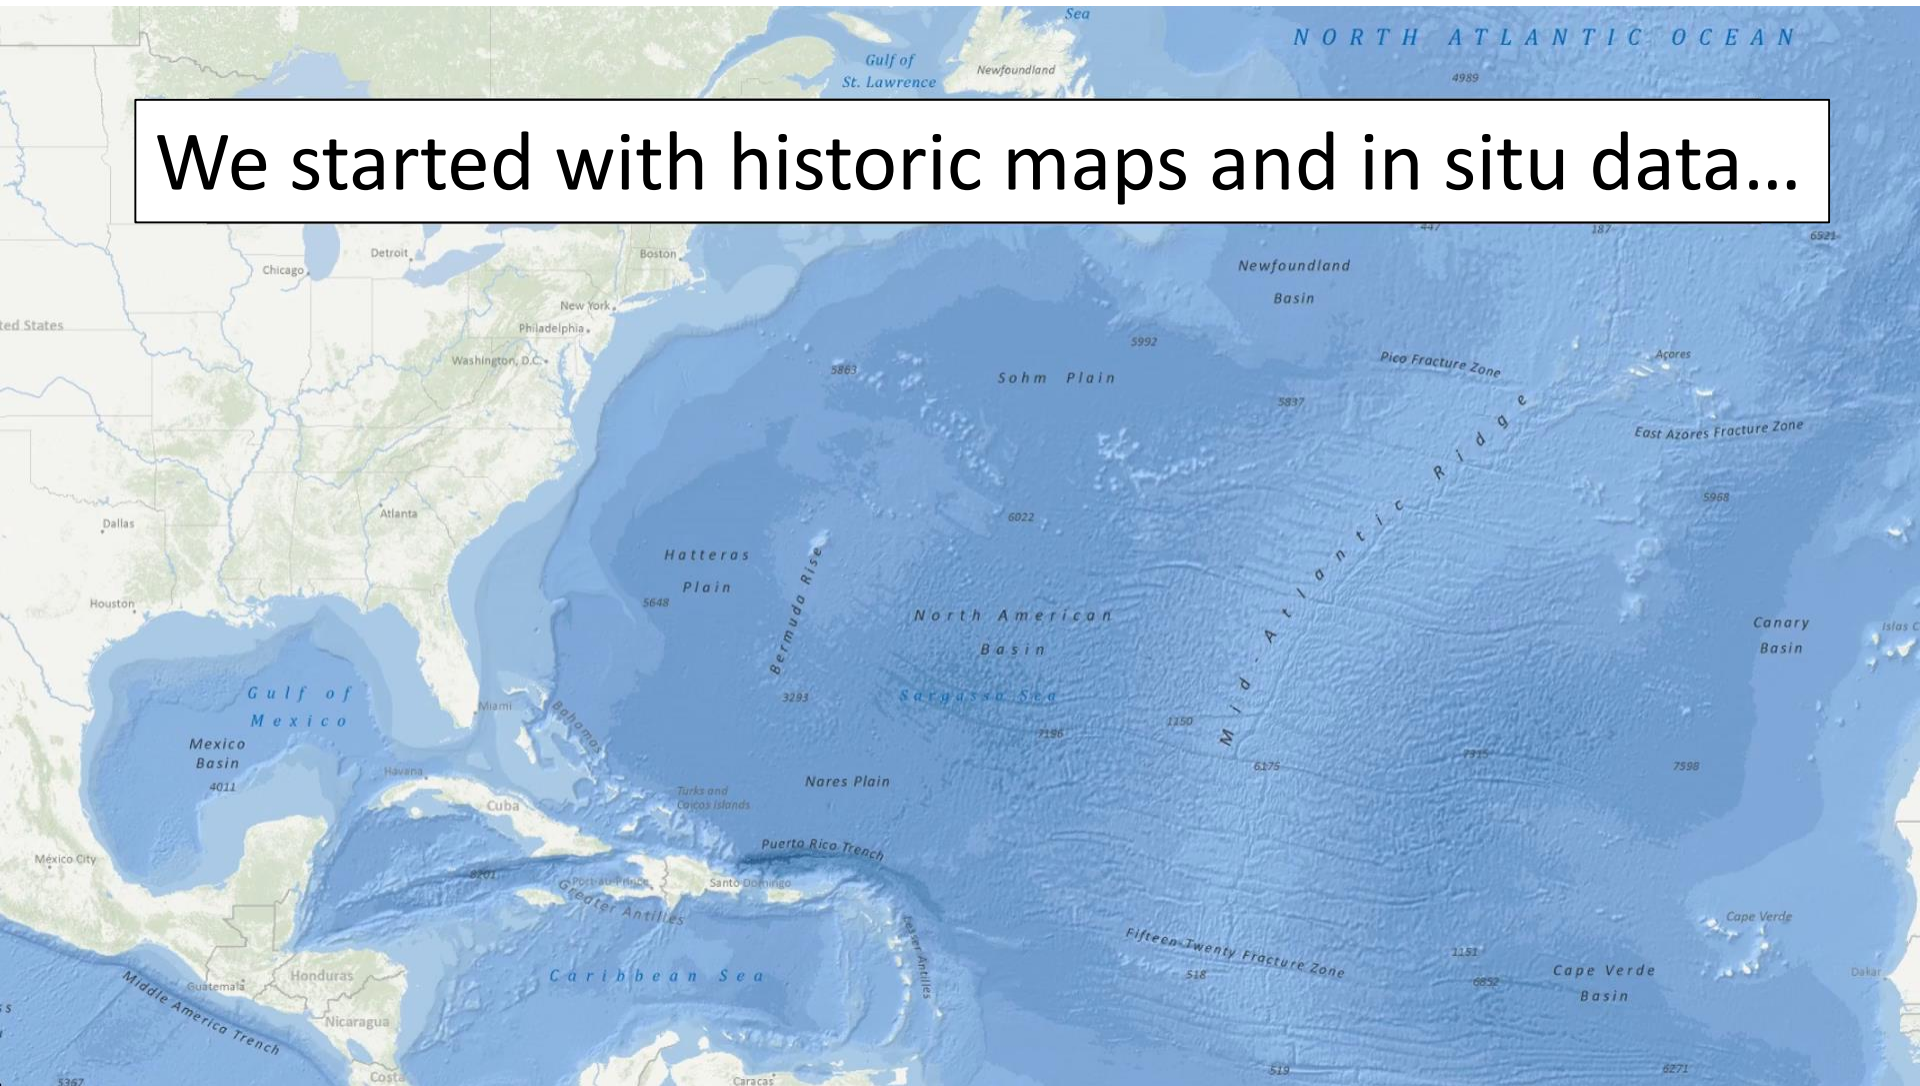 Sea
NORTH ATLANTIC OCEAN
Gulf of
St. Lawrence
Newfoundland
4989
We started with historic maps and in situ data...
447
187
6521
Boston
Detroit
Chicago
Newfoundland
Basin
New York
ted States
Philadelphia
5992
Açores
Washington, D.C.
5863
Sohm Plain
Pico Fracture Zone
5837
East Azores Fracture Zone
Mid-Atlantic Ridge
5968
Atlanta
Dallas
6022
Hatteras
Plain
Bermuda Rise
5648
Houston
North American
Basin
Canary
Basin
Islas C
Gulf of
Mexico
Sargasso Sea
3293
Miami
Bahamas
1150
7196
Mexico
Basin
4011
Havana
6175
7315
7598
Nares Plain
Turks and
Caicos Islands
Cuba
Puerto Rico Trench
México City
8201
Port-au-Prince
Santo Domingo
Greater Antilles
Lesser Antilles
Cape Verde
Fifteen-Twenty Fracture Zone
1151
518
6852
Cape Verde
Basin
Dakar
Caribbean Sea
Honduras
Guatemala
Middle America Trench
Nicaragua
519
6271
Costa
Caracas
5367